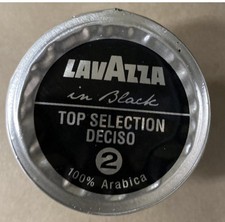 LAVAZZA
in Black
TOP SELECTION
DECISO
2
100% Arabica